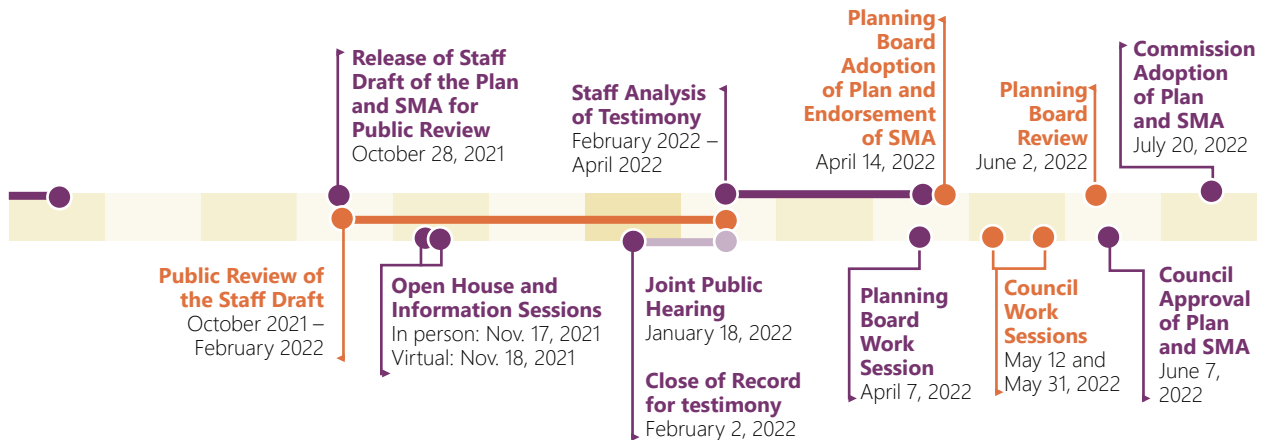 Release of Staff
Draft of the Plan
and SMA for
Public Review
October 28, 2021
Staff Analysis
of Testimony
February 2022 –
April 2022
Planning
Board
Adoption
of Plan and
Endorsement
of SMA
April 14, 2022
Planning
Board
Review
June 2, 2022
Commission
Adoption
of Plan
and SMA
July 20, 2022
Public Review of
the Staff Draft
October 2021 –
February 2022
Open House and
Information Sessions
In person: Nov. 17, 2021
Virtual: Nov. 18, 2021
Joint Public
Hearing
January 18, 2022
Close of Record
for testimony
February 2, 2022
Planning
Board
Work
Session
April 7, 2022
Council
Work
Sessions
May 12 and
May 31, 2022
Council
Approval
of Plan
and SMA
June 7,
2022